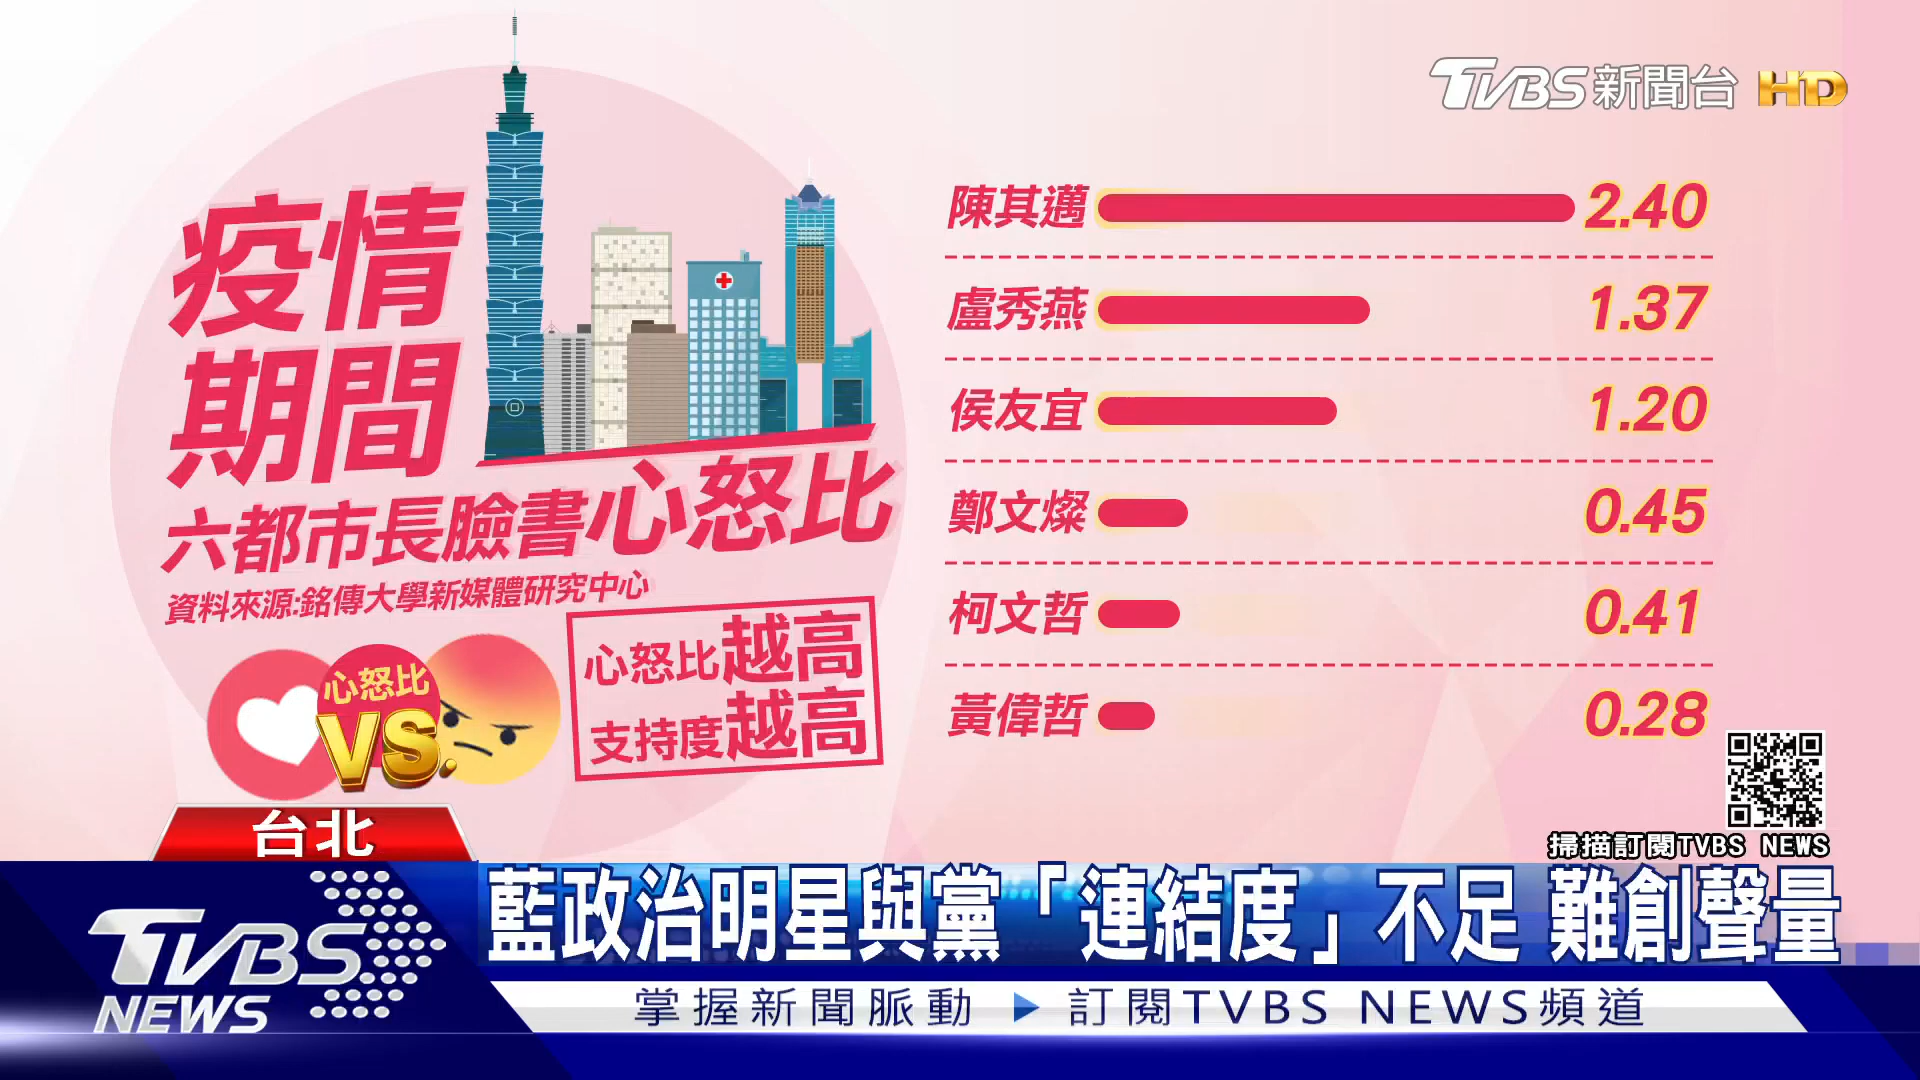 TVBS新聞台 HD
疫情
期間
六都市長臉書心怒比
資料來源:銘傳大學新媒體研究中心
心怒比
VS.
心怒比越高
支持度越高
陳其邁 2.40
盧秀燕 1.37
侯友宜 1.20
鄭文燦 0.45
柯文哲 0.41
黃偉哲 0.28
掃描訂閱TVBS NEWS
台北
藍政治明星與黨「連結度」不足 難創聲量
TVBS
NEWS
掌握新聞脈動 ▶ 訂閱TVBS NEWS頻道